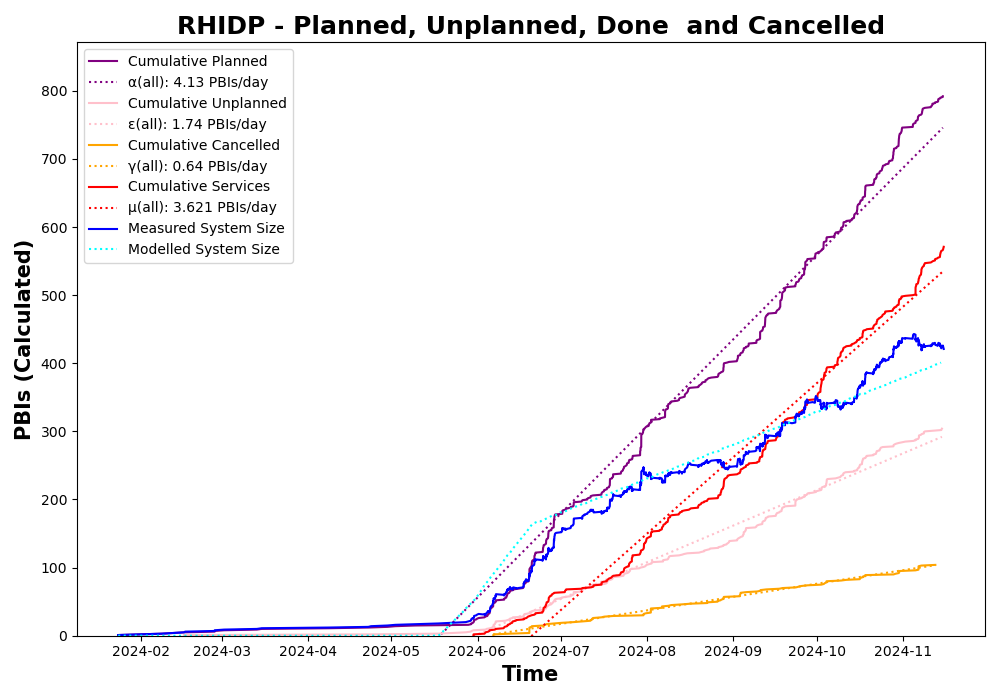 RHIDP - Planned, Unplanned, Done  and Cancelled
Cumulative Planned
α(all): 4.13 PBIs/day
Cumulative Unplanned
ε(all): 1.74 PBIs/day
Cumulative Cancelled
γ(all): 0.64 PBIs/day
Cumulative Services
μ(all): 3.621 PBIs/day
Measured System Size
Modelled System Size
PBIs (Calculated)
800
700
600
500
400
300
200
100
0
2024-02 2024-03 2024-04 2024-05 2024-06 2024-07 2024-08 2024-09 2024-10 2024-11
Time